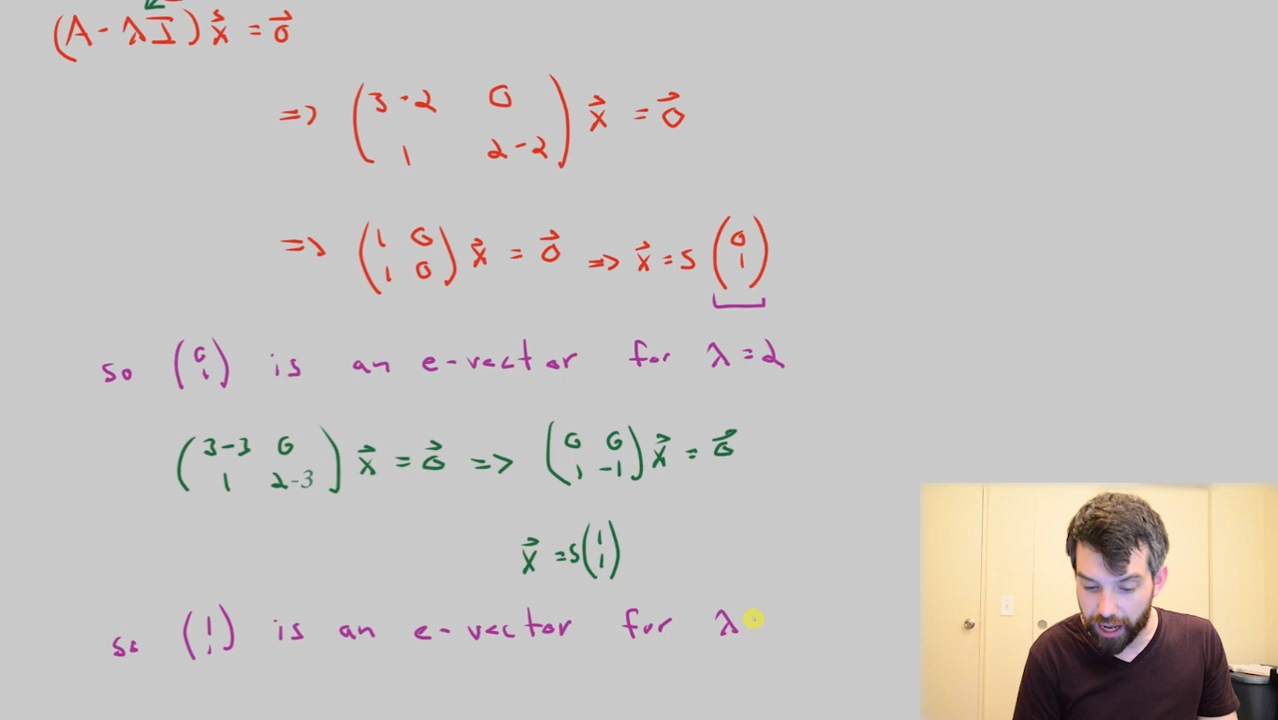 (A - λI) x⃗ = 0⃗
=> (3-2 0
1 2-2) x⃗ = 0⃗
=> (1 0
1 0) x⃗ = 0⃗ => x⃗ = s (0
1)
so (0
1) is an e-vector for λ = 2
(3-3 0
1 2-3) x⃗ = 0⃗ => (0 0
1 -1) x⃗ = 0⃗
x⃗ = s (1
1)
so (1
1) is an e-vector for λ